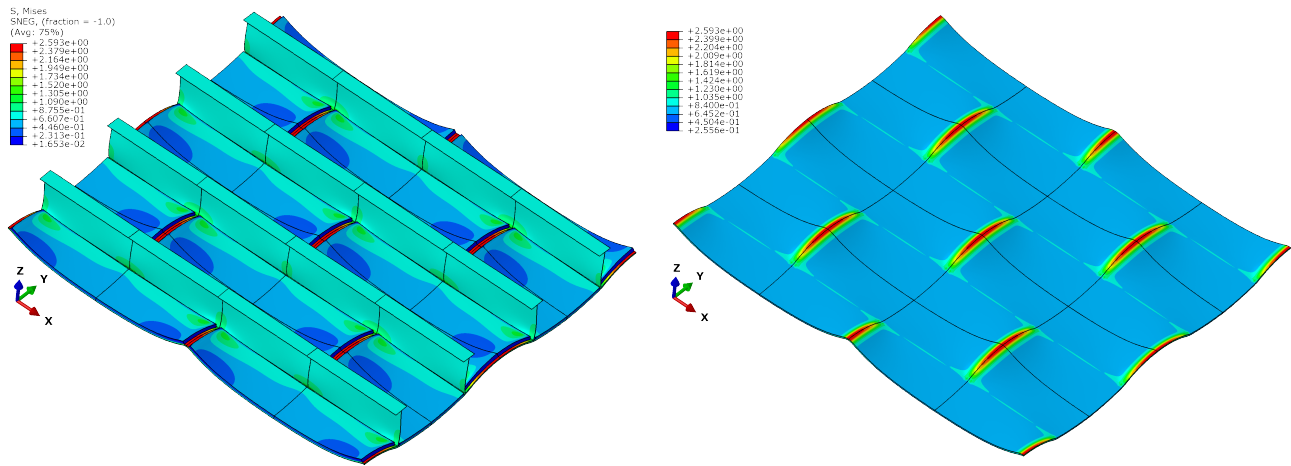 S, Mises
SNEG, (fraction = -1.0)
(Avg: 75%)
+2.593e+00
+2.379e+00
+2.164e+00
+1.949e+00
+1.734e+00
+1.520e+00
+1.305e+00
+1.090e+00
+8.755e-01
+6.607e-01
+4.460e-01
+2.313e-01
+1.653e-02
Z
Y
X
+2.593e+00
+2.399e+00
+2.204e+00
+2.009e+00
+1.814e+00
+1.619e+00
+1.424e+00
+1.230e+00
+1.035e+00
+8.400e-01
+6.452e-01
+4.504e-01
+2.556e-01
Z
Y
X